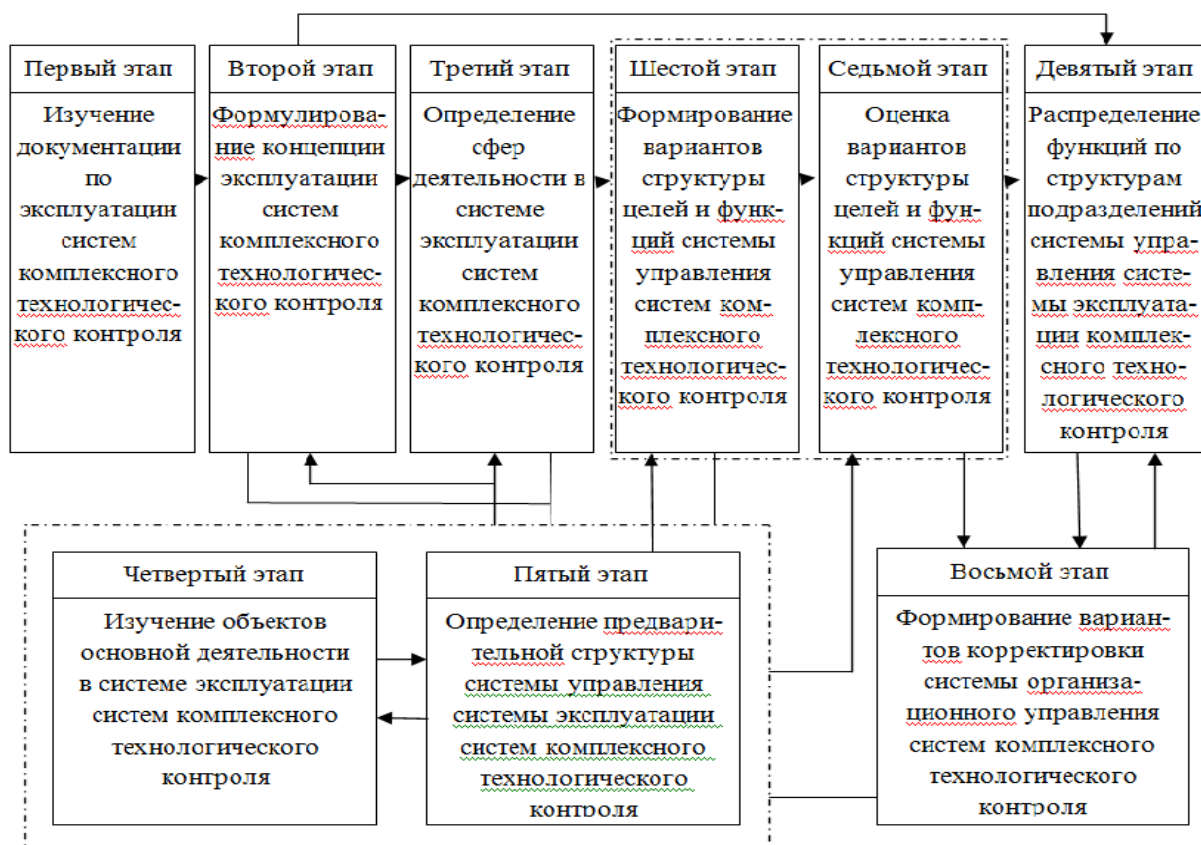 Первый этап
Изучение
документации
по
эксплуатации
систем
комплексного
технологичес-
кого контроля
Второй этап
Формулирова-
ние концепции
эксплуатации
систем
комплексного
технологичес-
кого контроля
Третий этап
Определение
сфер
деятельности в
системе
эксплуатации
систем
комплексного
технологичес-
кого контроля
Шестой этап
Формирование
вариантов
структуры
целей и функ-
ций системы
управления
систем ком-
плексного
технологичес-
кого контроля
Седьмой этап
Оценка
вариантов
структуры
целей и фун-
кций системы
управления
систем комп-
лексного
технологичес-
кого контроля
Девятый этап
Распределение
функций по
структурам
подразделений
системы упра-
вления систе-
мы эксплуата-
ции комплек-
сного техно-
логического
контроля
Четвертый этап
Изучение объектов
основной деятельности
в системе эксплуатации
систем комплексного
технологического
контроля
Пятый этап
Определение предвари-
тельной структуры
системы управления
системы эксплуатации
систем комплексного
технологического
контроля
Восьмой этап
Формирование вариан-
тов корректировки
системы организа-
ционного управления
систем комплексного
технологического
контроля